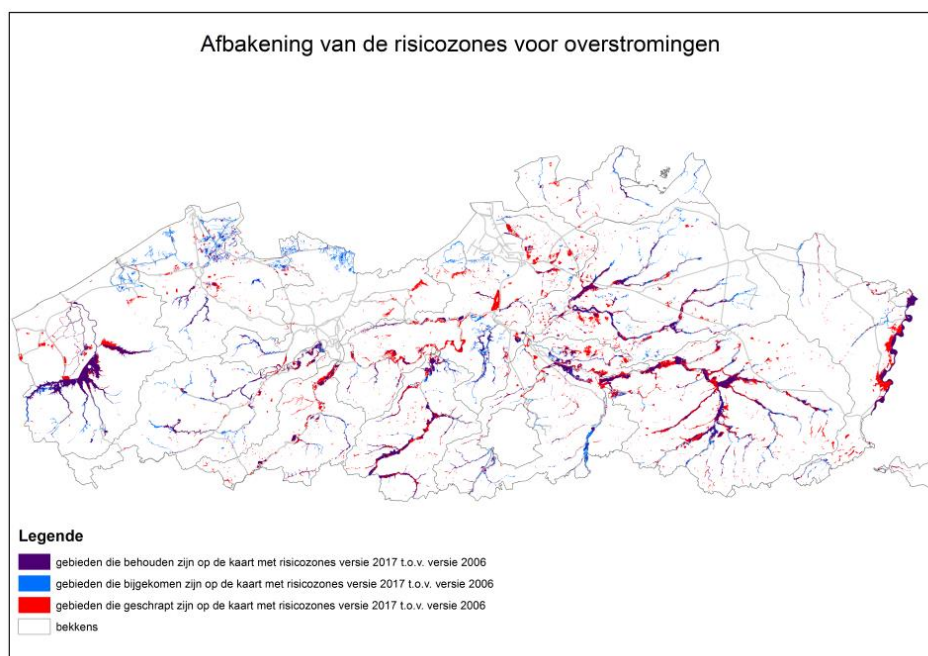 Afbakening van de risicozones voor overstromingen
Legende
gebieden die behouden zijn op de kaart met risicozones versie 2017 t.o.v. versie 2006
gebieden die bijgekomen zijn op de kaart met risicozones versie 2017 t.o.v. versie 2006
gebieden die geschrapt zijn op de kaart met risicozones versie 2017 t.o.v. versie 2006
bekkens